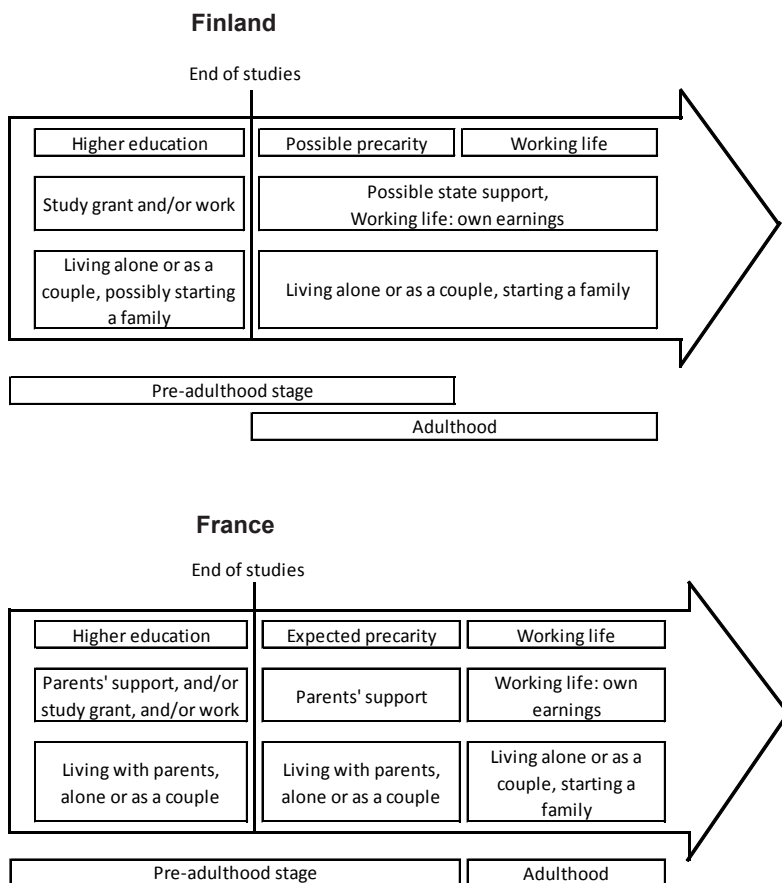 Finland
End of studies
Higher education
Possible precarity
Working life
Study grant and/or work
Possible state support,
Working life: own earnings
Living alone or as a
couple, possibly starting
a family
Living alone or as a couple, starting a family
Pre-adulthood stage
Adulthood
France
End of studies
Higher education
Expected precarity
Working life
Parents' support, and/or
study grant, and/or work
Parents' support
Working life: own
earnings
Living with parents,
alone or as a couple
Living with parents,
alone or as a couple
Living alone or as a
couple, starting a
family
Pre-adulthood stage
Adulthood